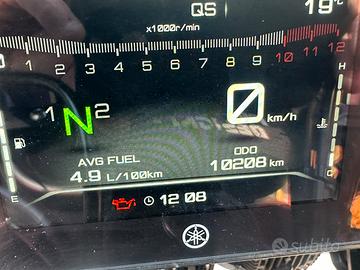 QS 19°c
x1000r/min
0 1 2 3 4 5 6 7 8 9 10 11 12
H
1 N 2 0 km/h
AVG FUEL ODO
4.9 L/100km 10208 km
E C
12 08
subito